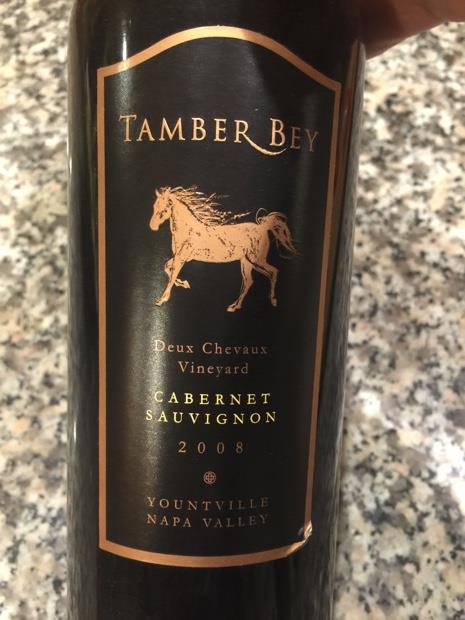 TAMBER BEY
Deux Chevaux
Vineyard
CABERNET
SAUVIGNON
2008
YOUNTVILLE
NAPA VALLEY